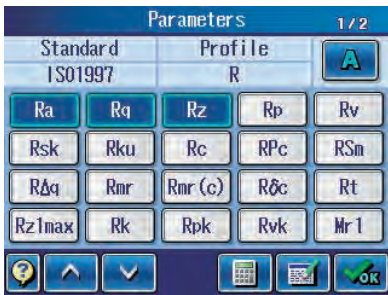 Parameters 1/2
Standard Profile A
ISO1997 R
Ra Rq Rz Rp Rv
Rsk Rku Rc RPc RSm
RΔq Rmr Rmr(c) Rδc Rt
Rz1max Rk Rpk Rvk Mr1
? OK